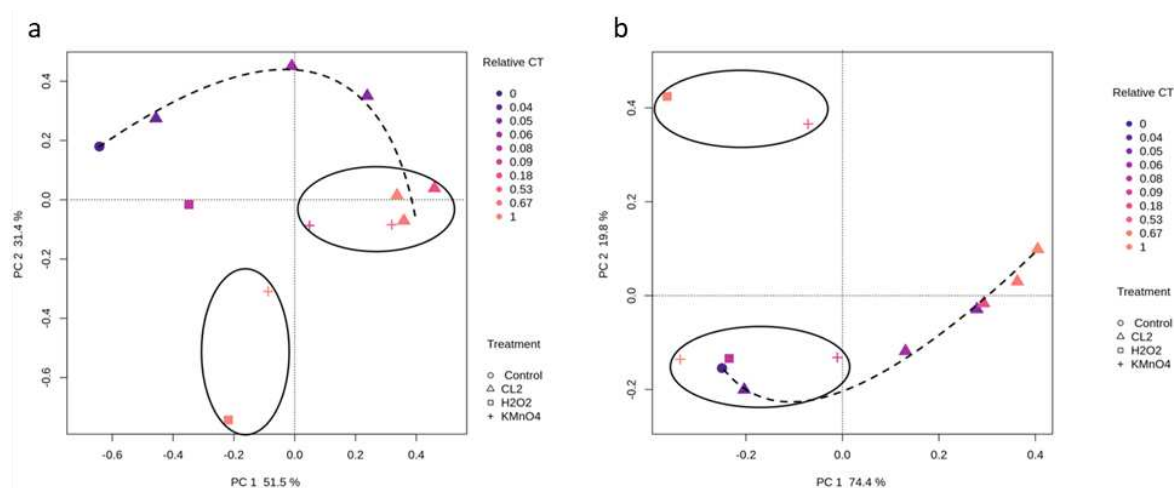 a
b
Relative CT
0
0.04
0.05
0.06
0.08
0.09
0.18
0.53
0.67
1
Treatment
Control
CL2
H2O2
KMnO4
0.4
0.2
0.0
-0.2
-0.4
-0.6
PC 2 31.4 %
-0.6 -0.4 -0.2 0.0 0.2 0.4
PC 1 51.5 %
Relative CT
0
0.04
0.05
0.06
0.08
0.09
0.18
0.53
0.67
1
Treatment
Control
CL2
H2O2
KMnO4
0.4
0.2
0.0
-0.2
PC 2 19.8 %
-0.2 0.0 0.2 0.4
PC 1 74.4 %